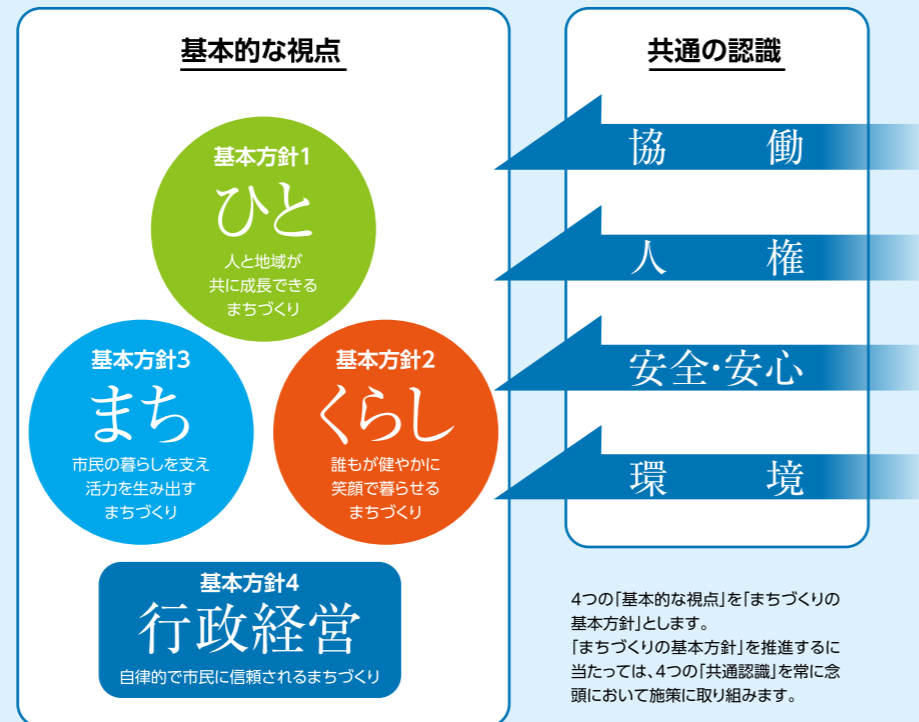 基本的な視点
基本方針1
ひと
人と地域が
共に成長できる
まちづくり
基本方針3
まち
市民の暮らしを支え
活力を生み出す
まちづくり
基本方針2
くらし
誰もが健やかに
笑顔で暮らせる
まちづくり
基本方針4
行政経営
自律的で市民に信頼されるまちづくり
共通の認識
協 働
人 権
安全・安心
環 境
4つの「基本的な視点」を「まちづくりの
基本方針」とします。
「まちづくりの基本方針」を推進するに
当たっては、4つの「共通認識」を常に念
頭において施策に取り組みます。